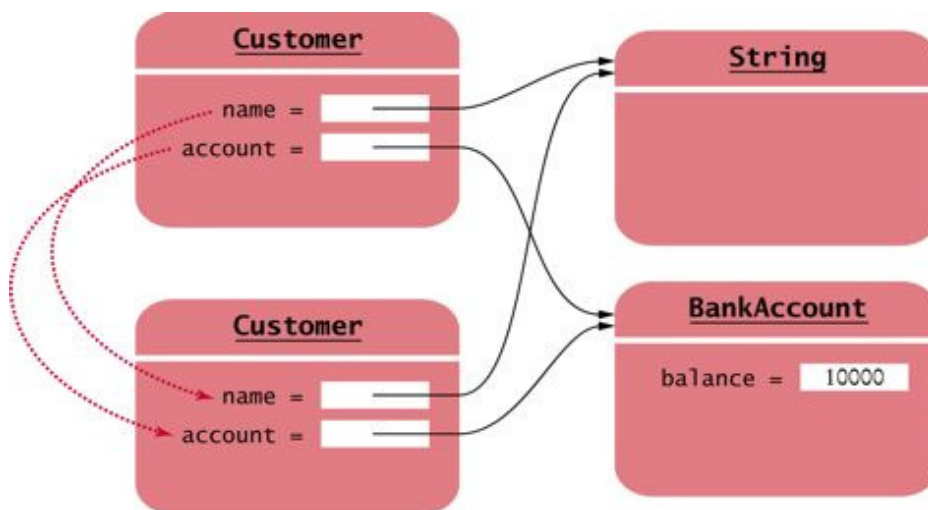 Customer
name =
account =
String
Customer
name =
account =
BankAccount
balance = 10000